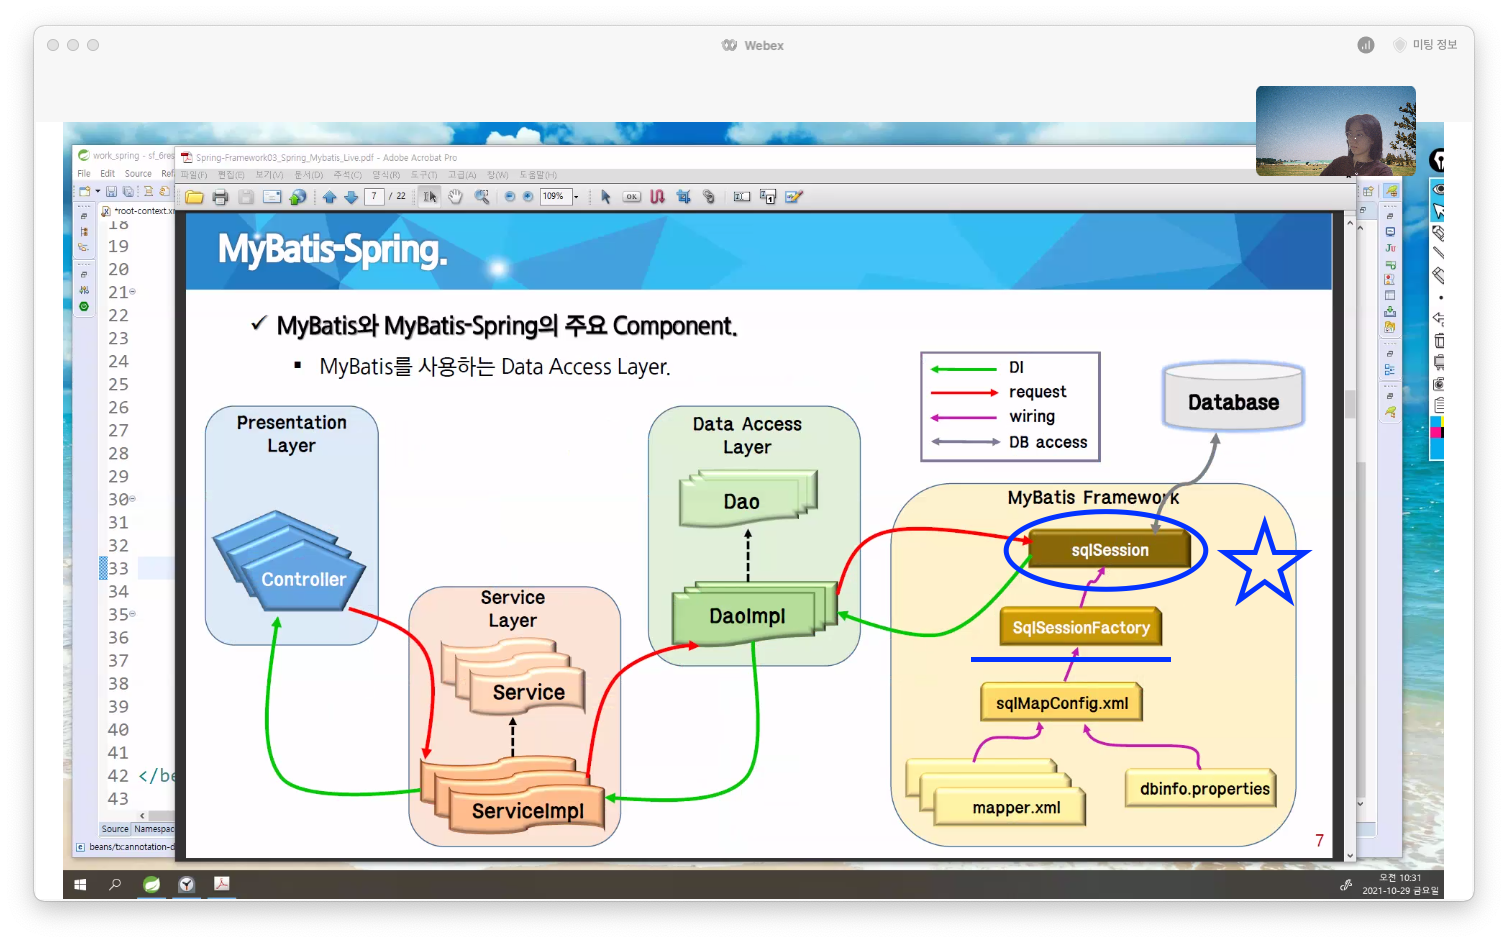 Webex
미팅 정보
work_spring - sf_6res
Spring-Framework03_Spring_Mybatis_Live.pdf - Adobe Acrobat Pro
File Edit Source Ref
파일(F) 편집(E) 보기(V) 문서(D) 주석(C) 양식(R) 도구(T) 고급(A) 창(W) 도움말(H)
7 / 22
OK
109%
*root-context.xm
18
19
20
21
22
23
24
25
26
27
28
29
30
31
32
33
34
35
36
37
38
39
40
41
42 </be
43
Source Namespac
beans/tx:annotation-d
MyBatis-Spring.
✓ MyBatis와 MyBatis-Spring의 주요 Component.
▪ MyBatis를 사용하는 Data Access Layer.
DI
request
wiring
DB access
Database
Presentation
Layer
Controller
Service
Layer
Service
ServiceImpl
Data Access
Layer
Dao
DaoImpl
MyBatis Framework
sqlSession
SqlSessionFactory
sqlMapConfig.xml
mapper.xml
dbinfo.properties
7
Ju
오전 10:31
2021-10-29 금요일